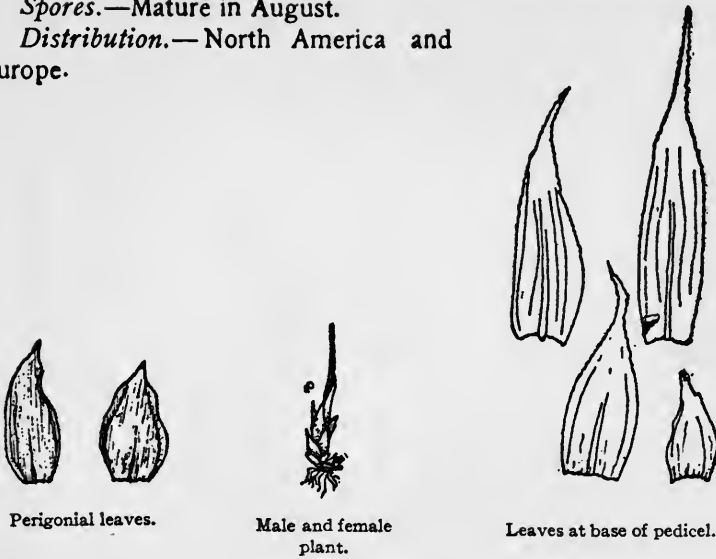 Spores.—Mature in August.
Distribution.—North America and
urope.
Perigonial leaves.
Male and female
plant.
Leaves at base of pedicel.